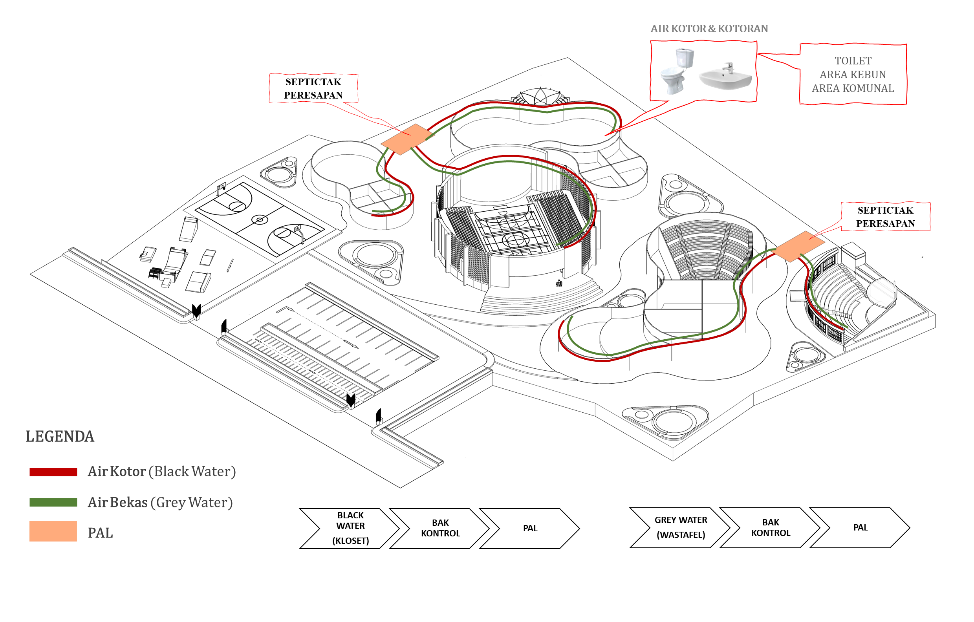 AIR KOTOR & KOTORAN
TOILET
AREA KEBUN
AREA KOMUNAL
SEPTICTAK
PERESAPAN
SEPTICTAK
PERESAPAN
LEGENDA
Air Kotor (Black Water)
Air Bekas (Grey Water)
PAL
BLACK
WATER
(KLOSET)
BAK
KONTROL
PAL
GREY WATER
(WASTAFEL)
BAK
KONTROL
PAL